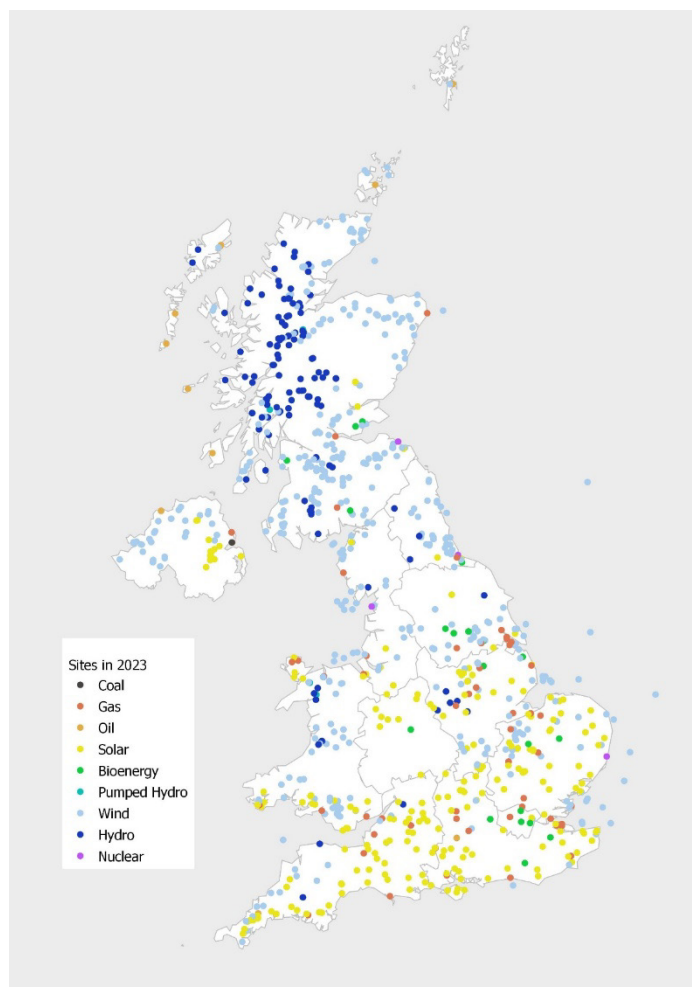 Sites in 2023
Coal
Gas
Oil
Solar
Bioenergy
Pumped Hydro
Wind
Hydro
Nuclear